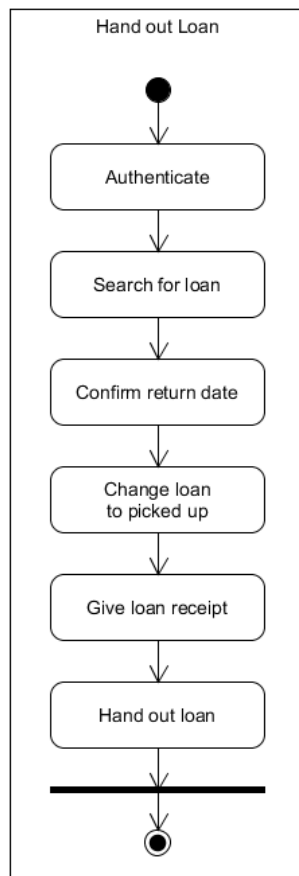 Hand out Loan
Authenticate
Search for loan
Confirm return date
Change loan
to picked up
Give loan receipt
Hand out loan